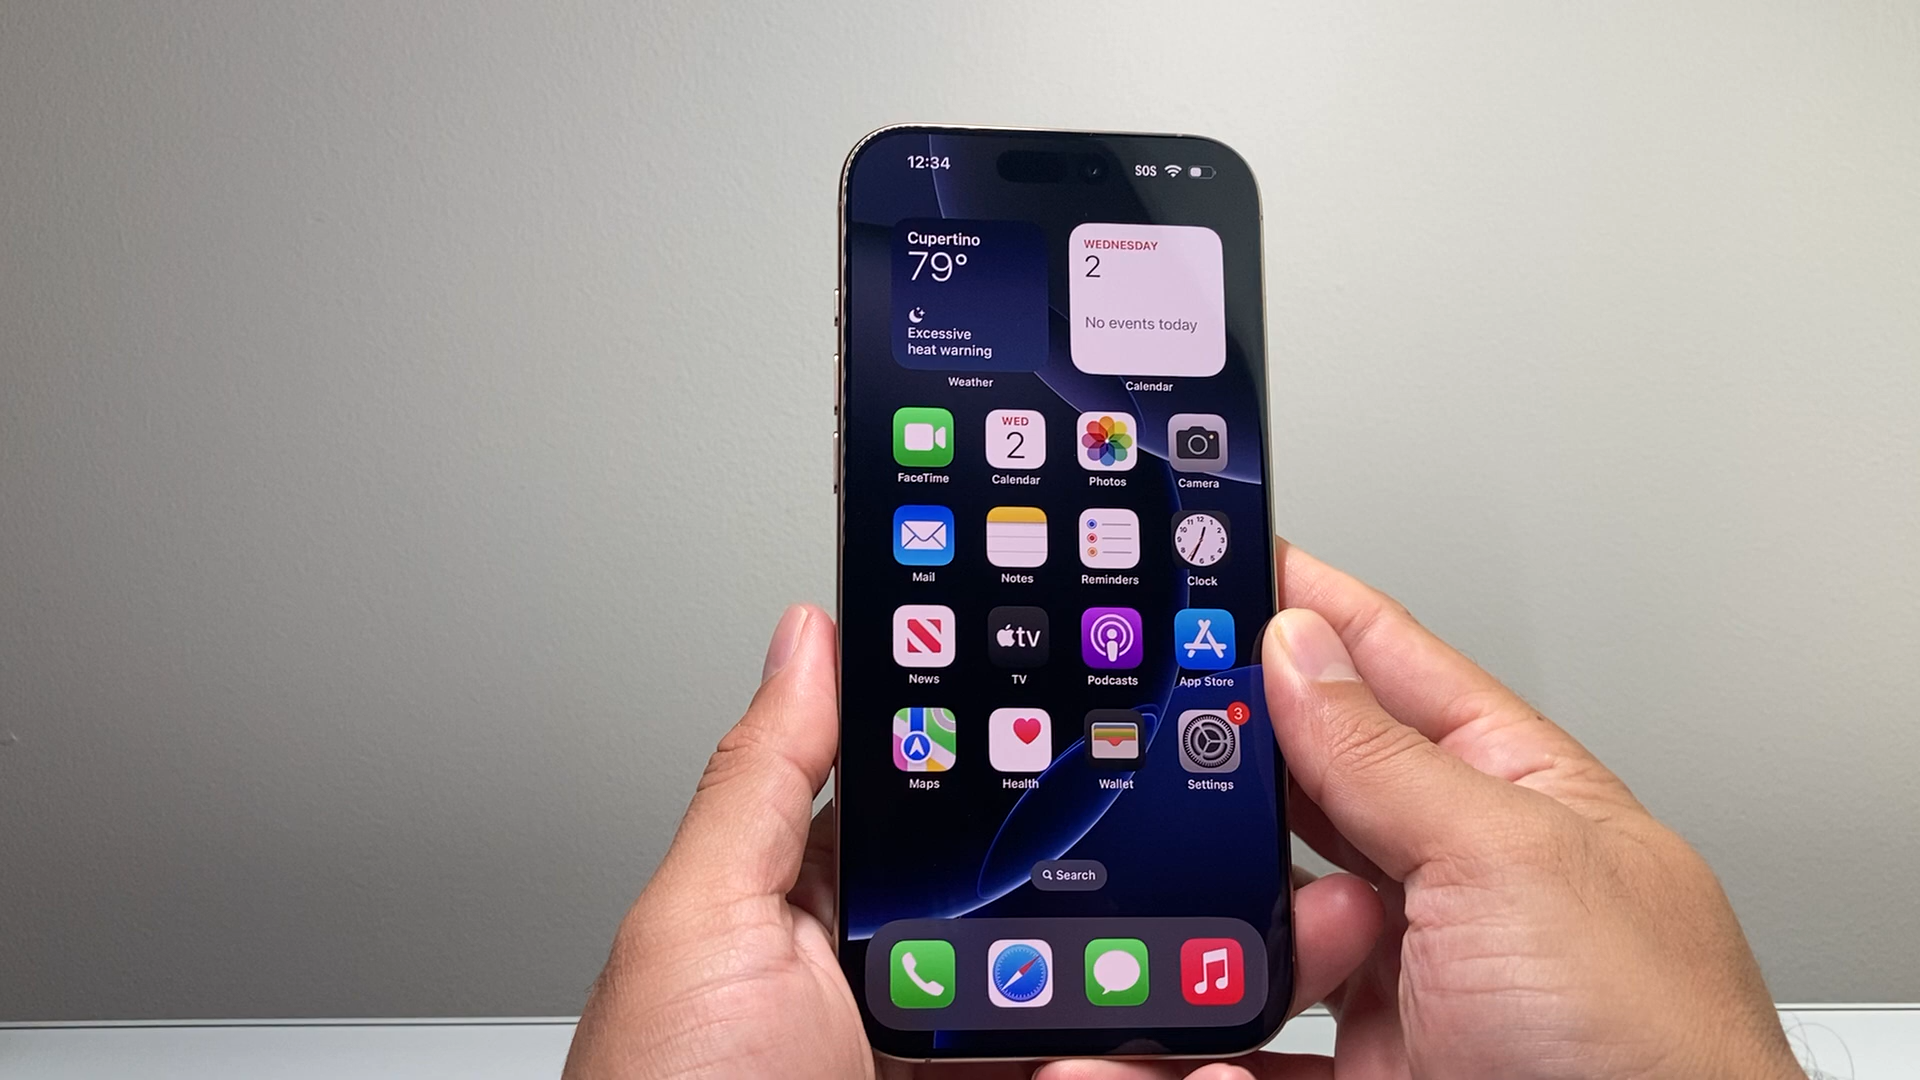 12:34
SOS
Cupertino
79°
Excessive
heat warning
Weather
WEDNESDAY
2
No events today
Calendar
FaceTime
WED
2
Calendar
Photos
Camera
Mail
Notes
Reminders
Clock
News
tv
TV
Podcasts
App Store
Maps
Health
Wallet
3
Settings
Search